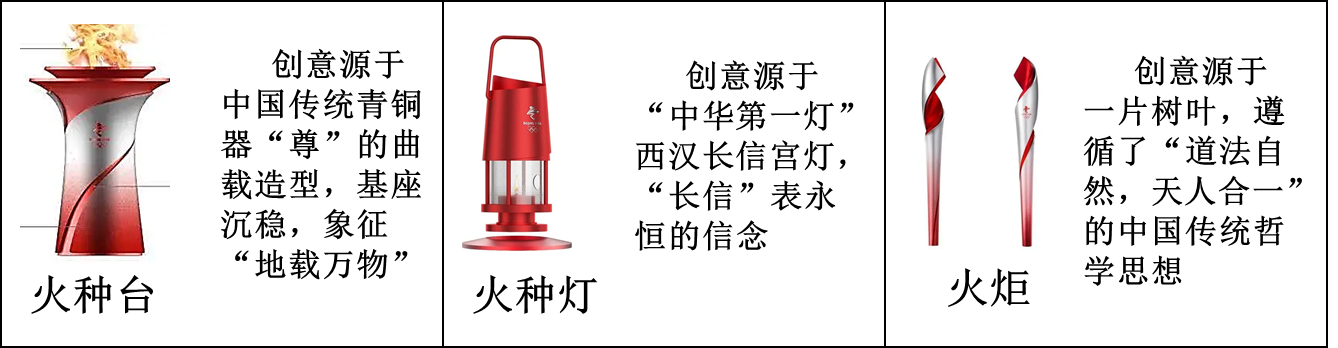 创意源于
中国传统青铜
器“尊”的曲
载造型，基座
沉稳，象征
“地载万物”
火种台
创意源于
“中华第一灯”
西汉长信宫灯，
“长信”表永
恒的信念
火种灯
创意源于
一片树叶，遵
循了“道法自
然，天人合一”
的中国传统哲
学思想
火炬